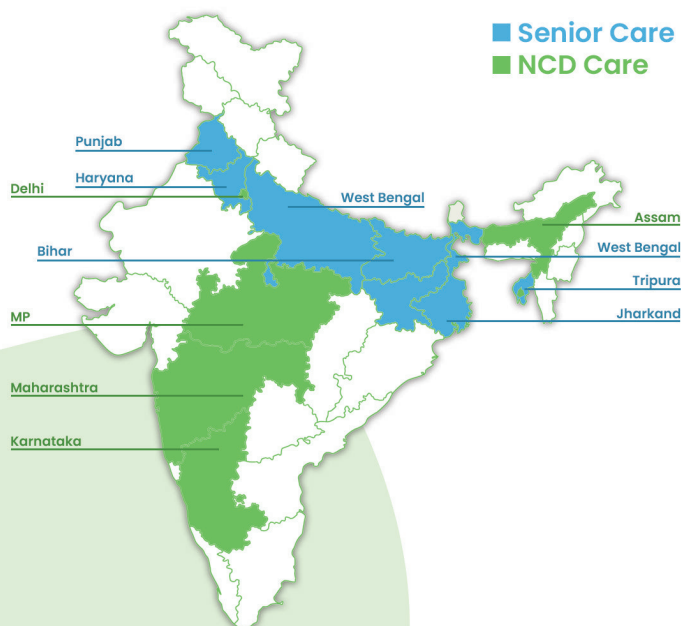 Senior Care
NCD Care
Punjab
Haryana
Delhi
West Bengal
Assam
Bihar
West Bengal
Tripura
MP
Jharkand
Maharashtra
Karnataka